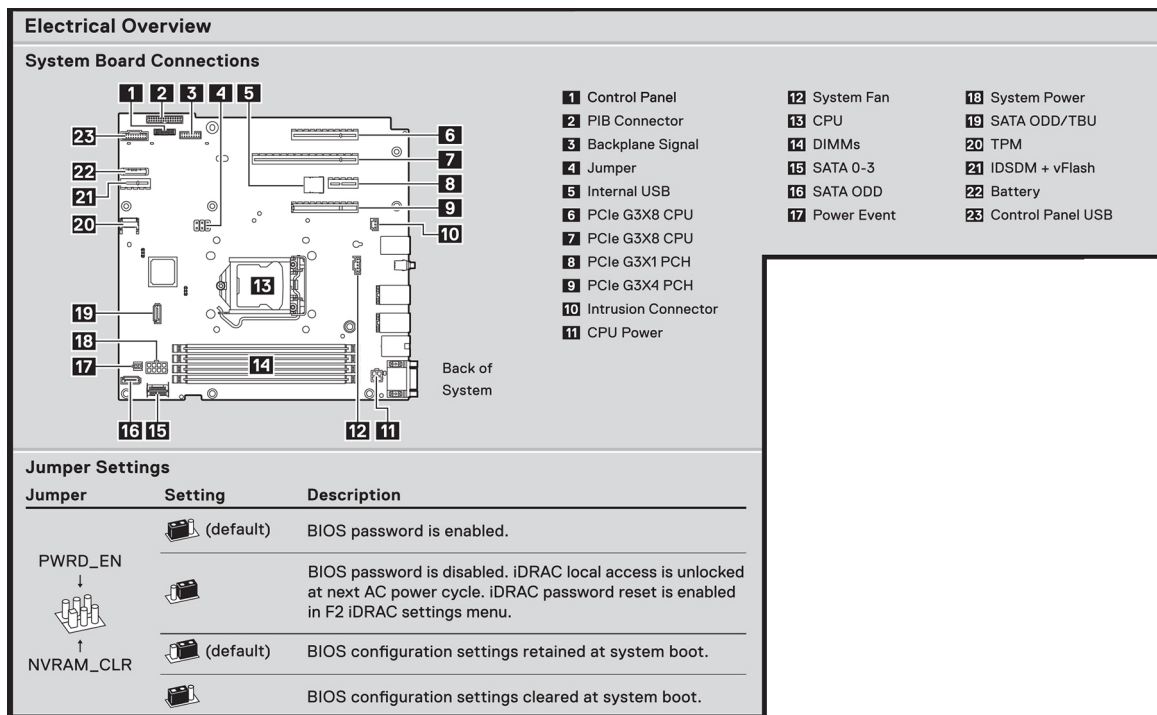 Electrical Overview
System Board Connections
1 2 3 4 5
23
22
21
20
19
18
17
16 15
6
7
8
9
10
13
14
12 11
Back of
System
1 Control Panel
2 PIB Connector
3 Backplane Signal
4 Jumper
5 Internal USB
6 PCIe G3X8 CPU
7 PCIe G3X8 CPU
8 PCIe G3X1 PCH
9 PCIe G3X4 PCH
10 Intrusion Connector
11 CPU Power
12 System Fan
13 CPU
14 DIMMs
15 SATA 0-3
16 SATA ODD
17 Power Event
18 System Power
19 SATA ODD/TBU
20 TPM
21 IDSDM + vFlash
22 Battery
23 Control Panel USB
Jumper Settings
Jumper Setting Description
PWRD_EN
NVRAM_CLR
(default) BIOS password is enabled.
BIOS password is disabled. iDRAC local access is unlocked
at next AC power cycle. iDRAC password reset is enabled
in F2 iDRAC settings menu.
(default) BIOS configuration settings retained at system boot.
BIOS configuration settings cleared at system boot.